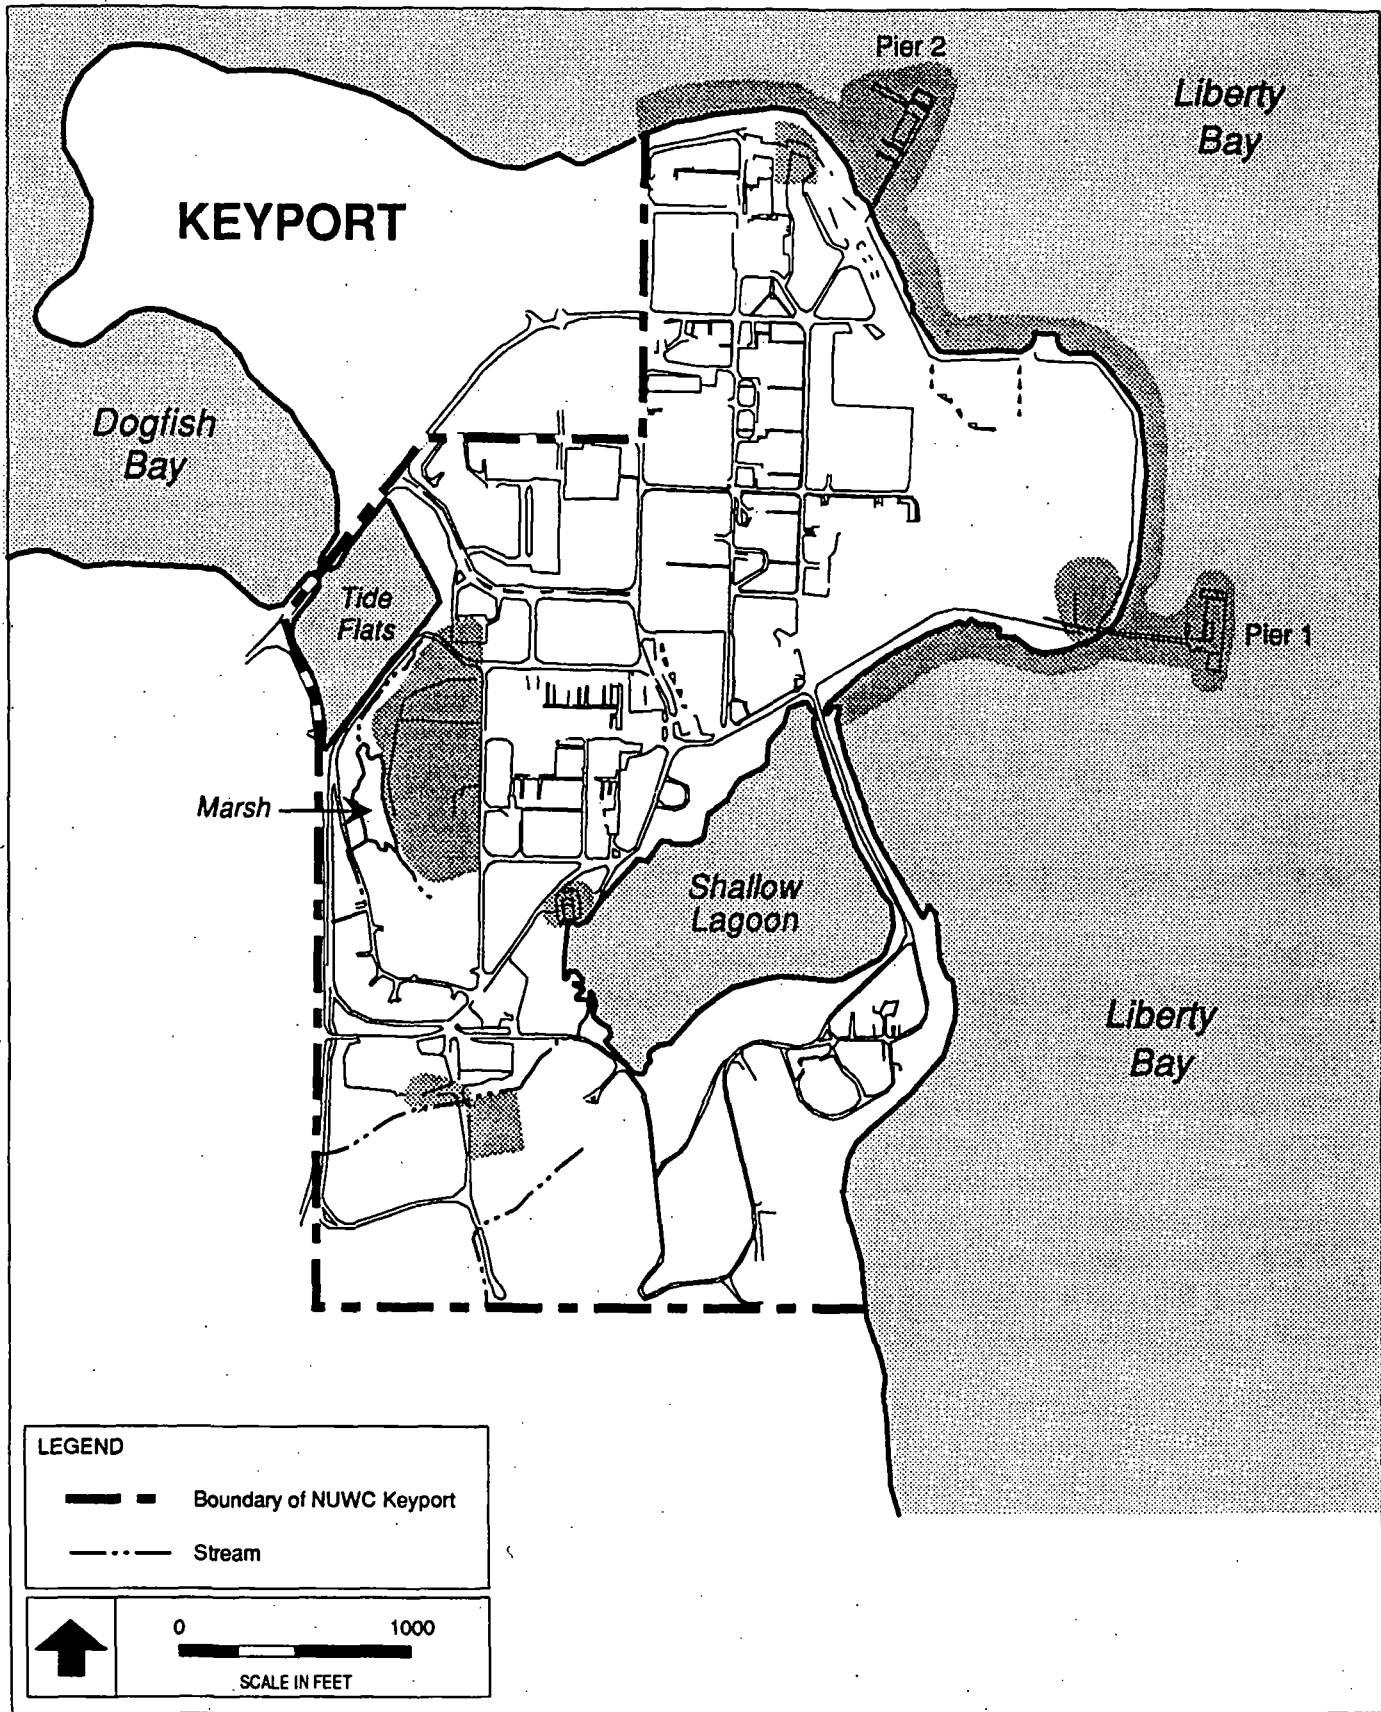 Pier 2
Liberty
Bay
KEYPORT
Dogfish
Bay
Tide
Flats
Pier 1
Marsh
Shallow
Lagoon
Liberty
Bay
LEGEND
Boundary of NUWC Keyport
Stream
0 1000
SCALE IN FEET